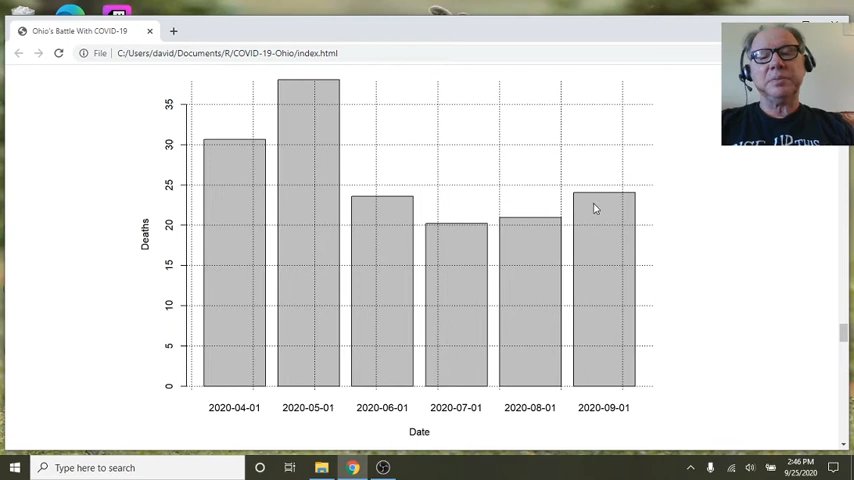 Ohio's Battle With COVID-19
File
C:/Users/david/Documents/R/COVID-19-Ohio/index.html
35
30
25
20
15
10
5
0
Deaths
2020-04-01 2020-05-01 2020-06-01 2020-07-01 2020-08-01 2020-09-01
Date
UP THIS
Type here to search
2:46 PM
9/25/2020